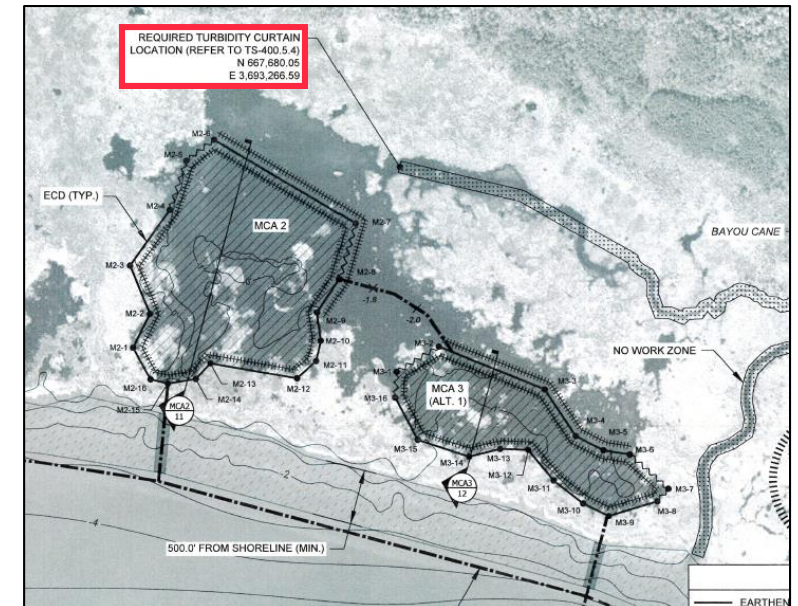 REQUIRED TURBIDITY CURTAIN
LOCATION (REFER TO TS-400.5.4)
N 667,680.05
E 3,693,266.59
M2-6
M2-5
ECD (TYP.)
M2-4
MCA 2
M2-7
BAYOU CANE
M2-3
M2-8
-1.8
M2-2
M2-9
-2.0
M2-1
M2-10
M3-2
NO WORK ZONE
M2-11
M2-16
M2-13
M2-12
M3-1
MCA 3
(ALT. 1)
M3-3
M2-14
M3-16
M2-15
MCA2
11
M3-4
M3-5
M3-15
M3-13
M3-6
M3-14
M3-12
-2
MCA3
12
M3-11
M3-7
M3-10
M3-8
M3-9
-4
500.0' FROM SHORELINE (MIN.)
EARTHEN